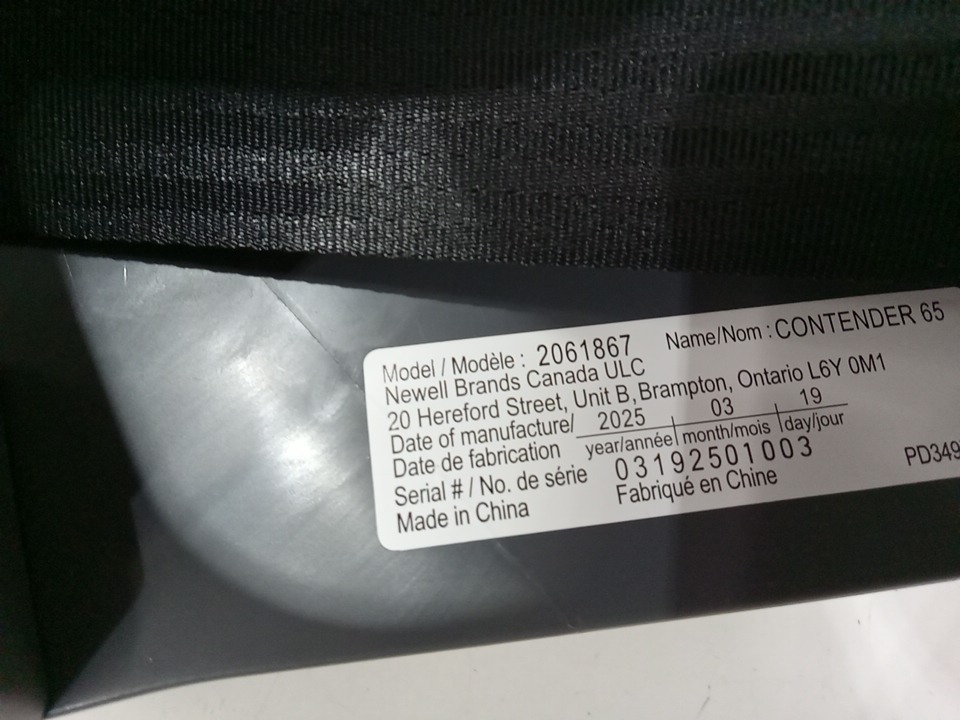 Model / Modèle : 2061867 Name/Nom : CONTENDER 65
Newell Brands Canada ULC
20 Hereford Street, Unit B, Brampton, Ontario L6Y 0M1
Date of manufacture/ 2025 03 19
Date de fabrication year/année month/mois day/jour
Serial # / No. de série 03192501003
Made in China Fabriqué en Chine PD349